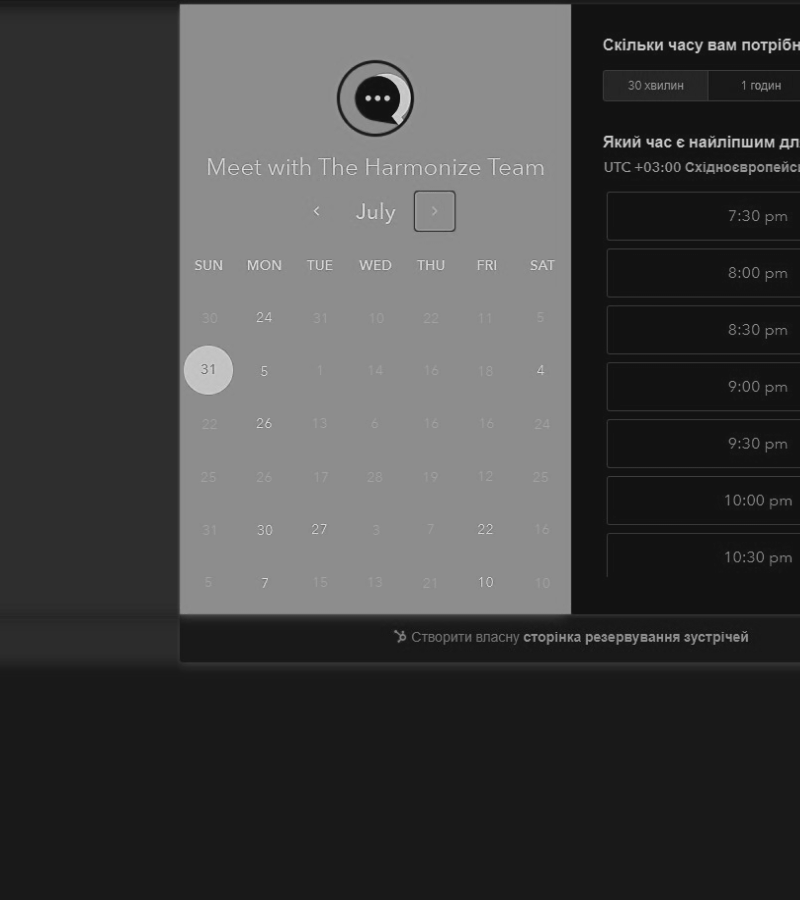 Meet with The Harmonize Team
July
SUN MON TUE WED THU FRI SAT
30 24 31 10 22 11 5
31 5 1 14 16 18 4
22 26 13 6 16 16 24
25 26 17 28 19 12 25
31 30 27 3 7 22 16
5 7 15 13 21 10 10
Скільки часу вам потрібн
30 хвилин 1 годин
Який час є найліпшим дл
UTC +03:00 Східноєвропейсь
7:30 pm
8:00 pm
8:30 pm
9:00 pm
9:30 pm
10:00 pm
10:30 pm
Створити власну сторінка резервування зустрічей